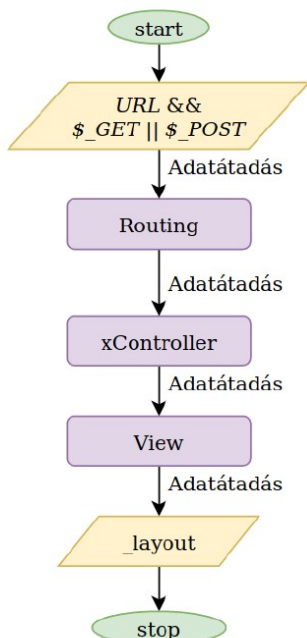 start
URL &&
$_GET || $_POST
Adatátadás
Routing
Adatátadás
xController
Adatátadás
View
Adatátadás
_layout
stop